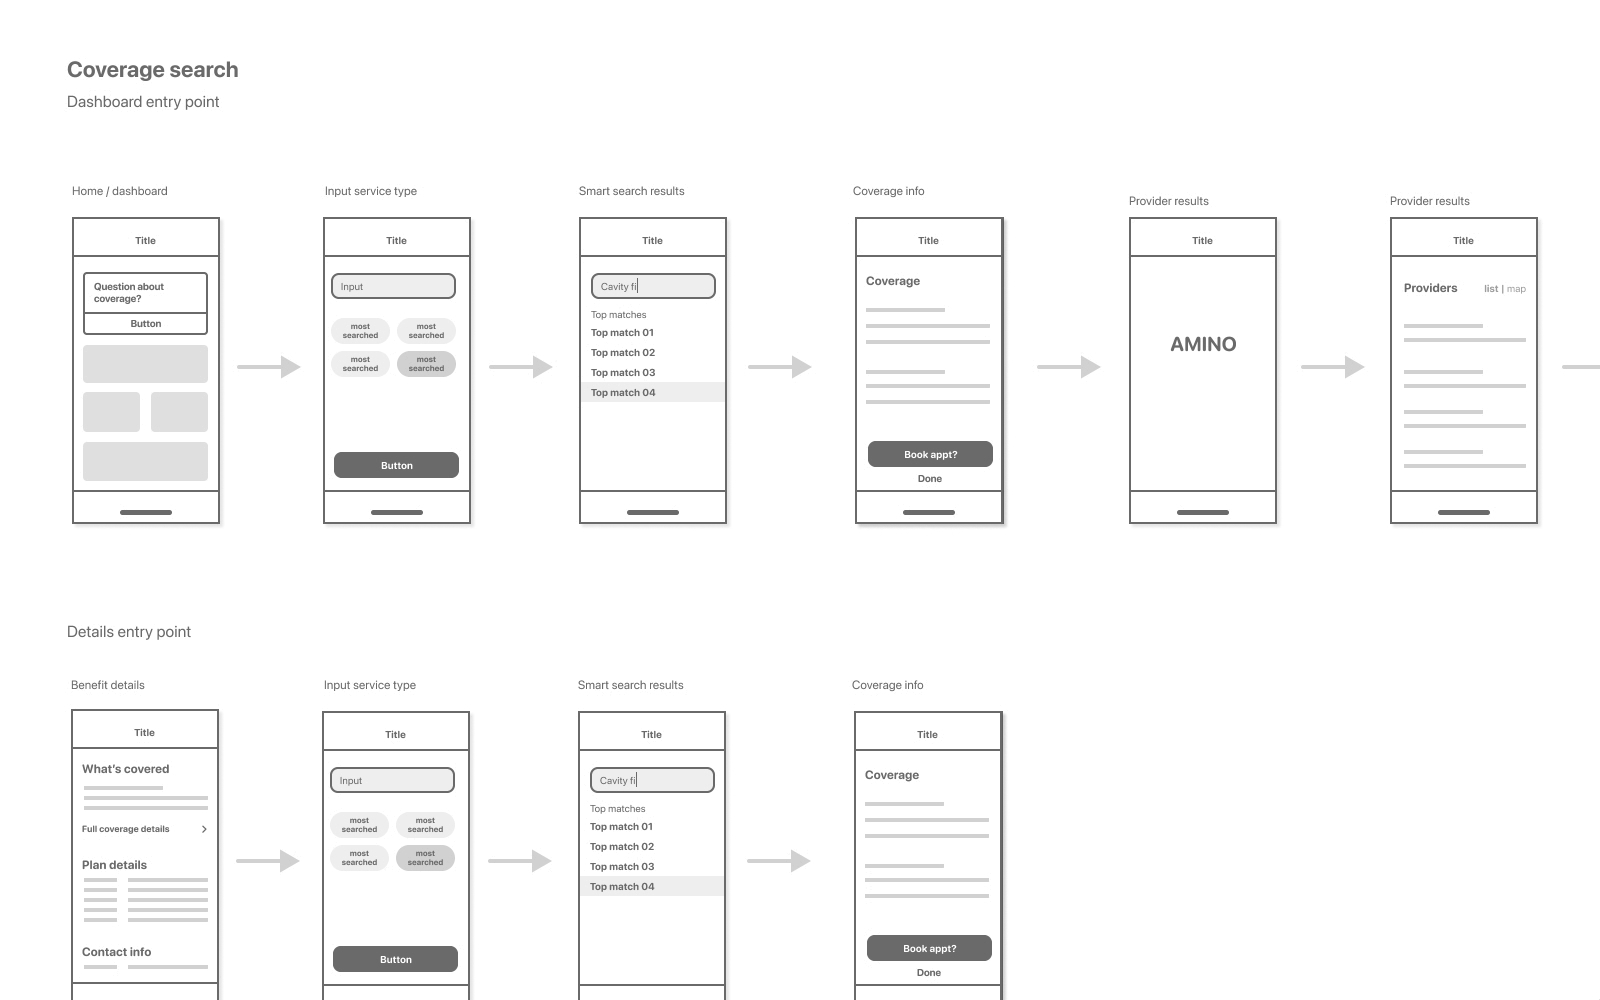 Coverage search
Dashboard entry point
Home / dashboard
Title
Question about
coverage?
Button
Input service type
Title
Input
most
searched
most
searched
most
searched
most
searched
Button
Smart search results
Title
Cavity fi
Top matches
Top match 01
Top match 02
Top match 03
Top match 04
Coverage info
Title
Coverage
Book appt?
Done
Provider results
Title
AMINO
Provider results
Title
Providers
list | map
Details entry point
Benefit details
Title
What's covered
Full coverage details
Plan details
Contact info
Input service type
Title
Input
most
searched
most
searched
most
searched
most
searched
Button
Smart search results
Title
Cavity fi
Top matches
Top match 01
Top match 02
Top match 03
Top match 04
Coverage info
Title
Coverage
Book appt?
Done